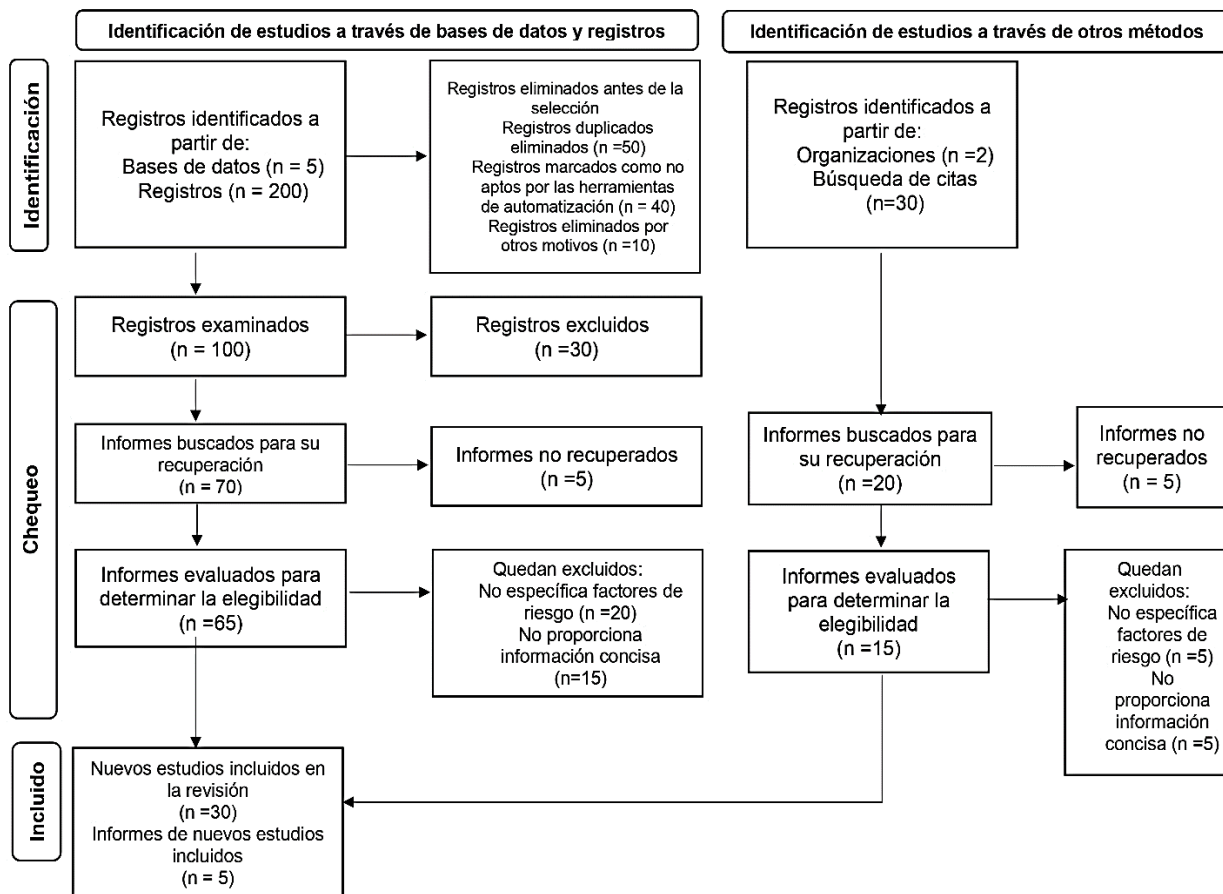 Identificación de estudios a través de bases de datos y registros
Identificación de estudios a través de otros métodos
Identificación
Registros identificados a
partir de:
Bases de datos (n = 5)
Registros (n = 200)
Registros eliminados antes de la
selección
Registros duplicados
eliminados (n =50)
Registros marcados como no
aptos por las herramientas
de automatización (n = 40)
Registros eliminados por
otros motivos (n =10)
Registros identificados a
partir de:
Organizaciones (n =2)
Búsqueda de citas
(n=30)
Chequeo
Registros examinados
(n = 100)
Registros excluidos
(n =30)
Informes buscados para su
recuperación
(n = 70)
Informes no recuperados
(n =5)
Informes buscados para
su recuperación
(n =20)
Informes no
recuperados
(n = 5)
Informes evaluados para
determinar la elegibilidad
(n =65)
Quedan excluidos:
No específica factores de
riesgo (n =20)
No proporciona
información concisa
(n=15)
Informes evaluados
para determinar la
elegibilidad
(n =15)
Quedan
excluidos:
No específica
factores de
riesgo (n =5)
No
proporciona
información
concisa (n =5)
Incluido
Nuevos estudios incluidos en
la revisión
(n =30)
Informes de nuevos estudios
incluidos
(n = 5)